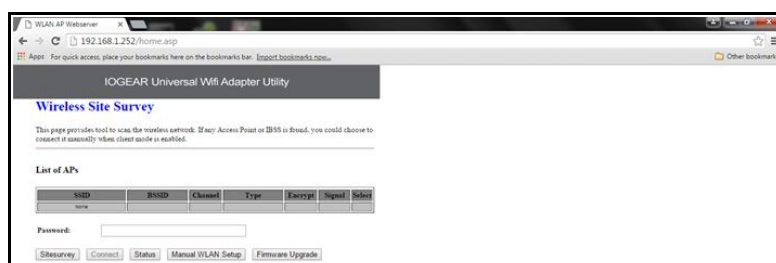 WLAN AP Webserver
192.168.1.252/home.asp
Apps For quick access, place your bookmarks here on the bookmarks bar. Import bookmarks now...
Other bookmark
IOGEAR Universal Wifi Adapter Utility
Wireless Site Survey
This page provides tool to scan the wireless network. If any Access Point or IBSS is found, you could choose to
connect it manually when client mode is enabled.
List of APs
SSID BSSID Channel Type Encrypt Signal Select
None
Password:
Sitesurvey Connect Status Manual WLAN Setup Firmware Upgrade